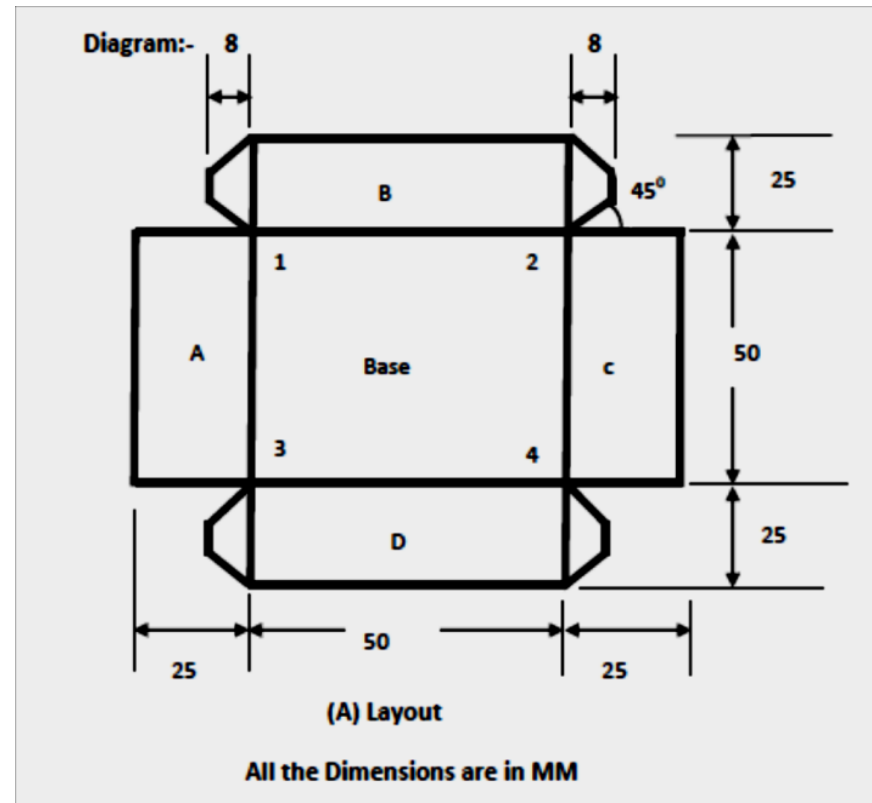 Diagram:- 8 8
B 45⁰ 25
1 2
A Base c 50
3 4
D 25
25 50 25
(A) Layout
All the Dimensions are in MM